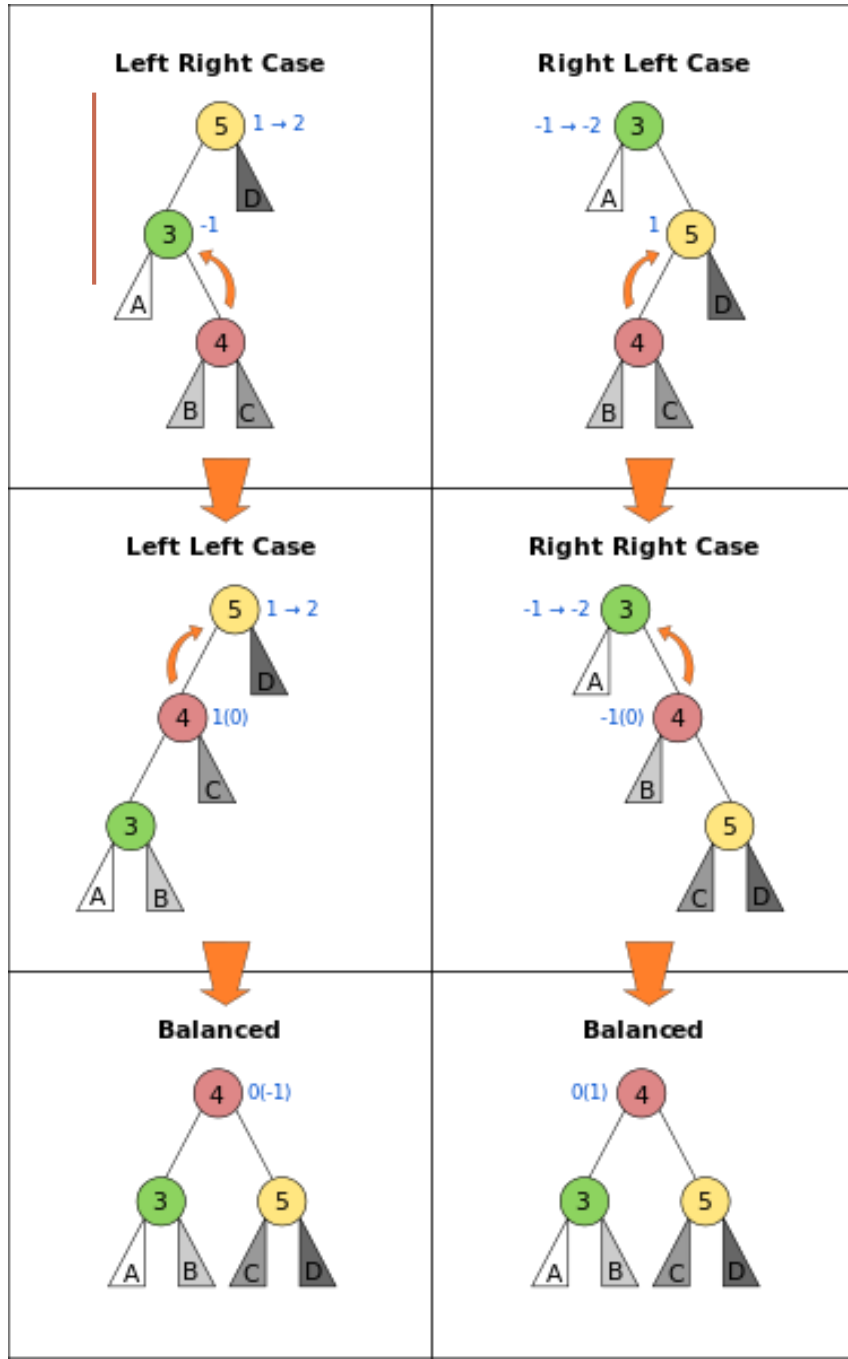 Left Right Case
5 1 → 2
D
3 -1
A
4
B C
Right Left Case
-1 → -2 3
A
1 5
D
4
B C
Left Left Case
5 1 → 2
D
4 1(0)
C
3
A B
Right Right Case
-1 → -2 3
A
-1(0) 4
B
5
C D
Balanced
4 0(-1)
3 5
A B C D
Balanced
0(1) 4
3 5
A B C D